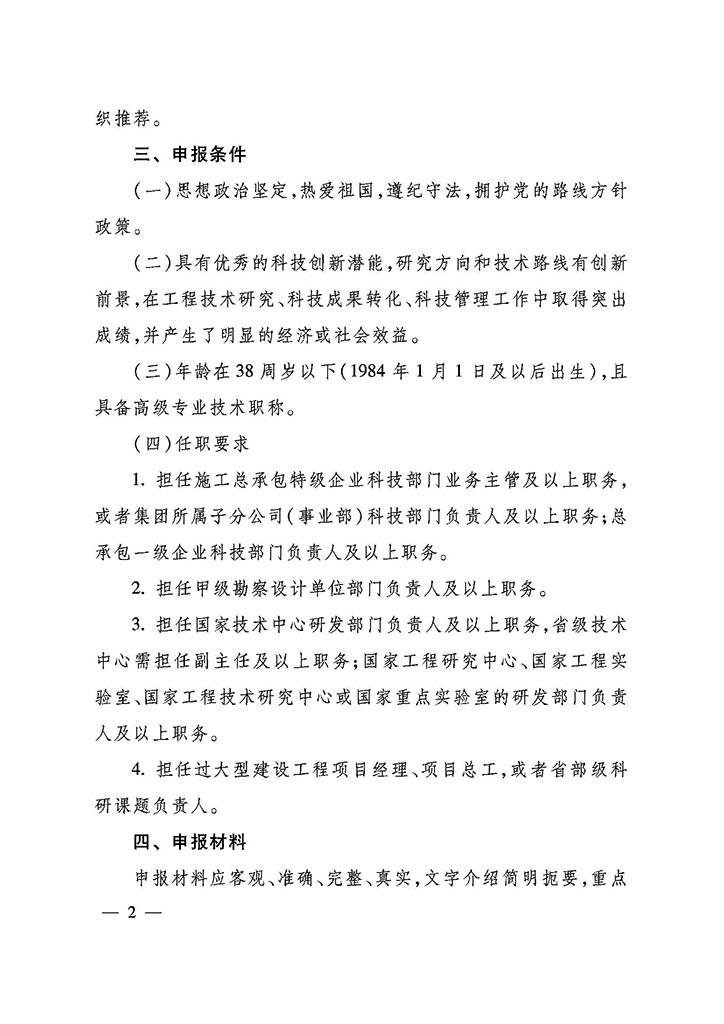 织推荐。
三、申报条件
(一)思想政治坚定,热爱祖国,遵纪守法,拥护党的路线方针
政策。
(二)具有优秀的科技创新潜能,研究方向和技术路线有创新
前景,在工程技术研究、科技成果转化、科技管理工作中取得突出
成绩,并产生了明显的经济或社会效益。
(三)年龄在 38 周岁以下(1984 年 1 月 1 日及以后出生),且
具备高级专业技术职称。
(四)任职要求
1. 担任施工总承包特级企业科技部门业务主管及以上职务,
或者集团所属子分公司(事业部)科技部门负责人及以上职务;总
承包一级企业科技部门负责人及以上职务。
2. 担任甲级勘察设计单位部门负责人及以上职务。
3. 担任国家技术中心研发部门负责人及以上职务,省级技术
中心需担任副主任及以上职务;国家工程研究中心、国家工程实
验室、国家工程技术研究中心或国家重点实验室的研发部门负责
人及以上职务。
4. 担任过大型建设工程项目经理、项目总工,或者省部级科
研课题负责人。
四、申报材料
申报材料应客观、准确、完整、真实,文字介绍简明扼要,重点
— 2 —